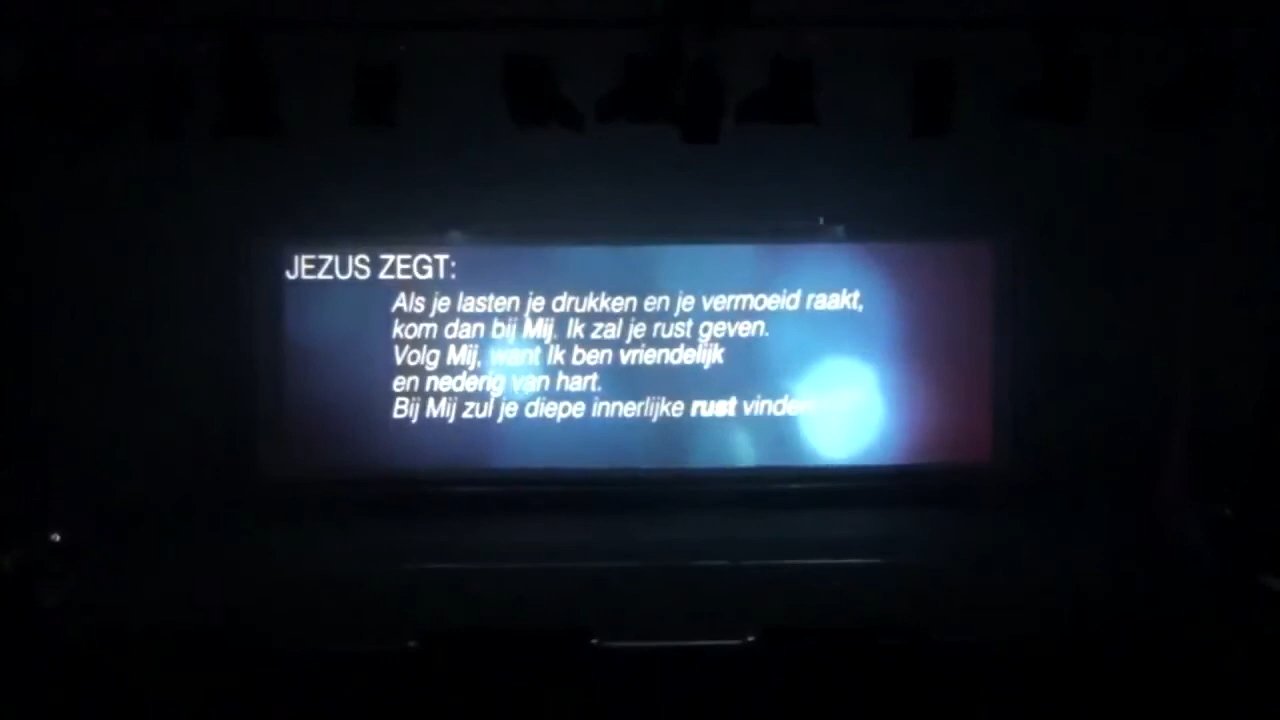 JEZUS ZEGT:
Als je lasten je drukken en je vermoeid raakt,
kom dan bij Mij. Ik zal je rust geven.
Volg Mij, want Ik ben vriendelijk
en nederig van hart.
Bij Mij zul je diepe innerlijke rust vinden